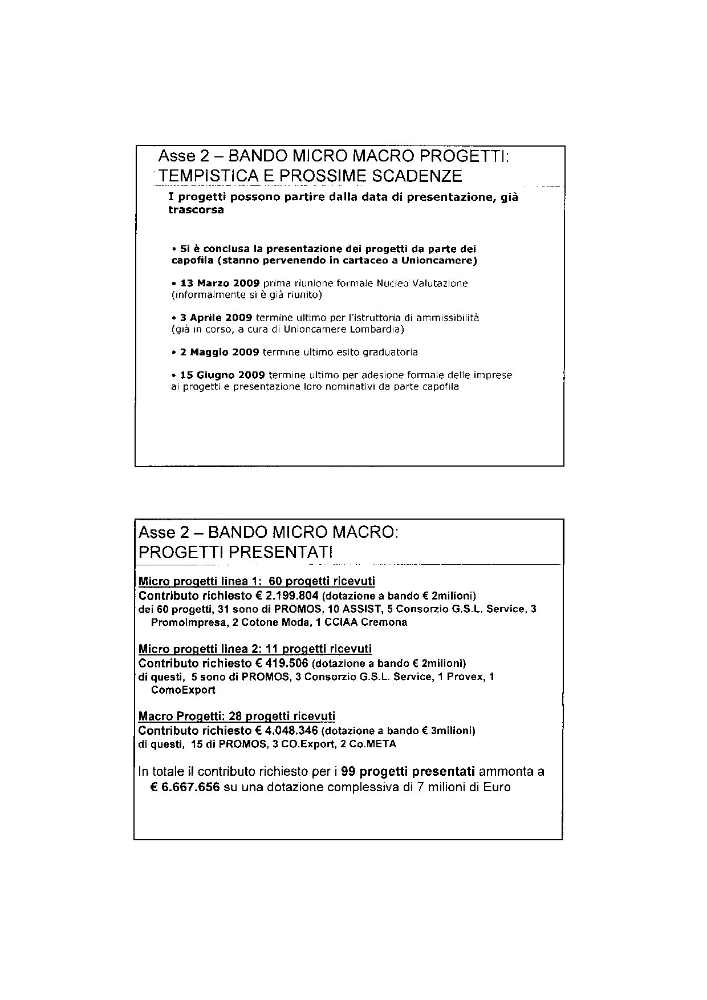 Asse 2 – BANDO MICRO MACRO PROGETTI:
TEMPISTICA E PROSSIME SCADENZE
I progetti possono partire dalla data di presentazione, già
trascorsa
• Si è conclusa la presentazione dei progetti da parte dei
capofila (stanno pervenendo in cartaceo a Unioncamere)
• 13 Marzo 2009 prima riunione formale Nucleo Valutazione
(informalmente si è già riunito)
• 3 Aprile 2009 termine ultimo per l'istruttoria di ammissibilità
(già in corso, a cura di Unioncamere Lombardia)
• 2 Maggio 2009 termine ultimo esito graduatoria
• 15 Giugno 2009 termine ultimo per adesione formale delle imprese
ai progetti e presentazione loro nominativi da parte capofila
Asse 2 – BANDO MICRO MACRO:
PROGETTI PRESENTATI
Micro progetti linea 1: 60 progetti ricevuti
Contributo richiesto € 2.199.804 (dotazione a bando € 2milioni)
dei 60 progetti, 31 sono di PROMOS, 10 ASSIST, 5 Consorzio G.S.L. Service, 3
PromoImpresa, 2 Cotone Moda, 1 CCIAA Cremona
Micro progetti linea 2: 11 progetti ricevuti
Contributo richiesto € 419.506 (dotazione a bando € 2milioni)
di questi, 5 sono di PROMOS, 3 Consorzio G.S.L. Service, 1 Provex, 1
ComoExport
Macro Progetti: 28 progetti ricevuti
Contributo richiesto € 4.048.346 (dotazione a bando € 3milioni)
di questi, 15 di PROMOS, 3 CO.Export, 2 Co.META
In totale il contributo richiesto per i 99 progetti presentati ammonta a
€ 6.667.656 su una dotazione complessiva di 7 milioni di Euro